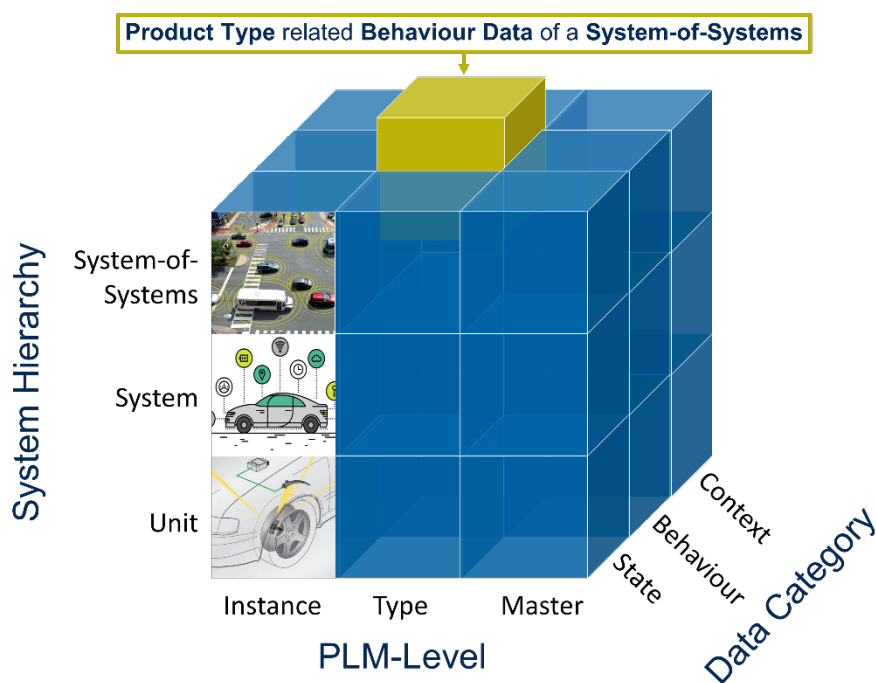 Product Type related Behaviour Data of a System-of-Systems
System Hierarchy
System-of-
Systems
System
Unit
Instance
Type
Master
PLM-Level
State
Behaviour
Context
Data Category